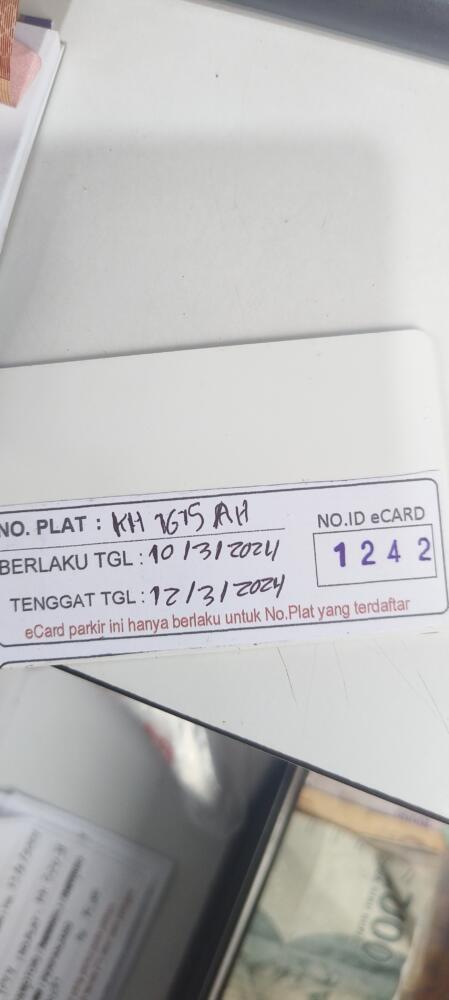 NO. PLAT : KH 1675 AH
BERLAKU TGL : 10/3/2024
TENGGAT TGL : 12/3/2024
NO.ID eCARD
1242
eCard parkir ini hanya berlaku untuk No.Plat yang terdaftar